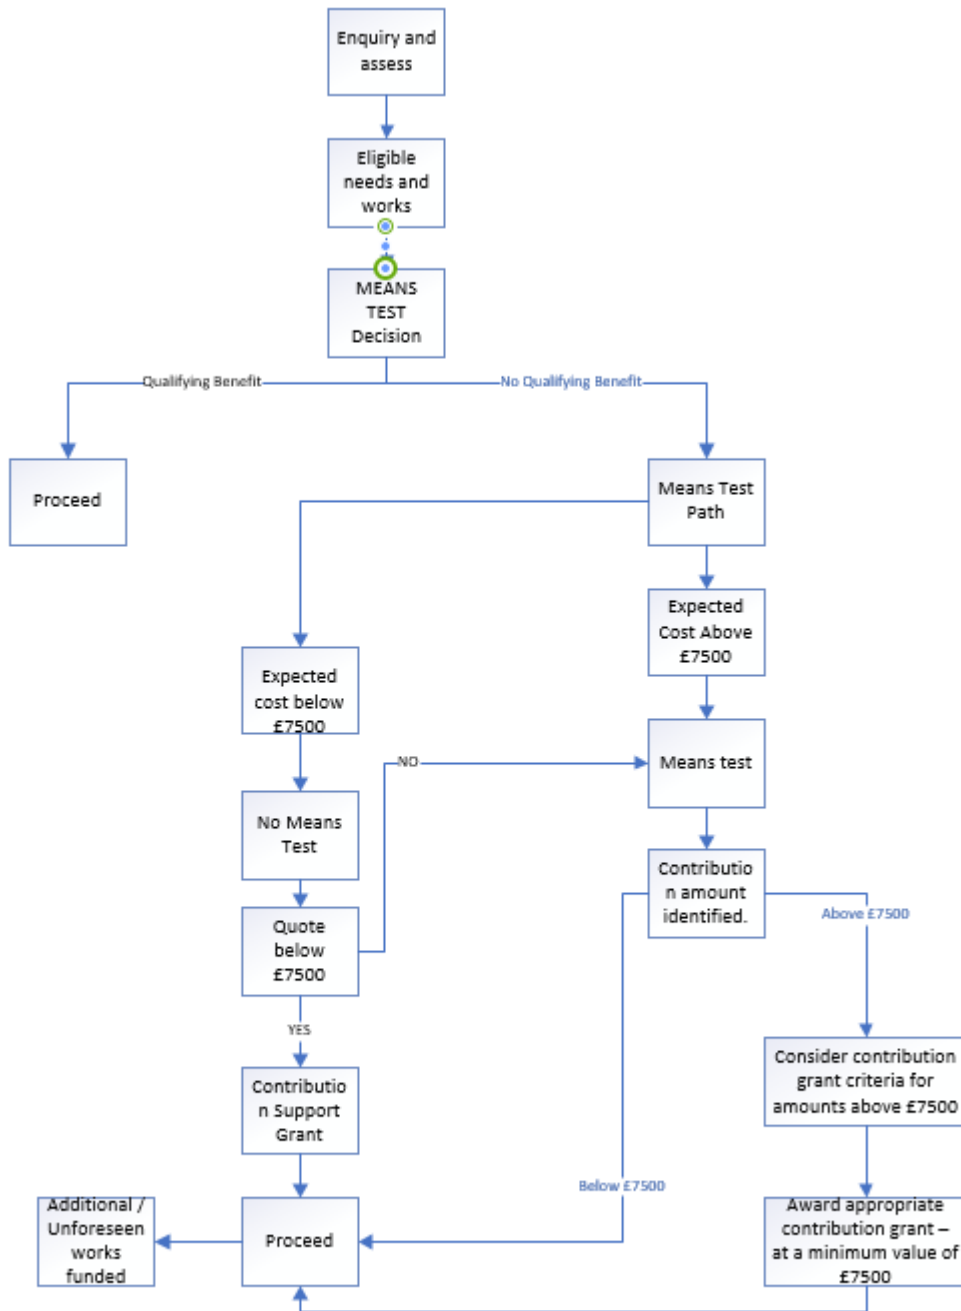 Enquiry and
assess
Eligible
needs and
works
MEANS
TEST
Decision
Qualifying Benefit
No Qualifying Benefit
Proceed
Means Test
Path
Expected
Cost Above
£7500
Expected
cost below
£7500
NO
Means test
No Means
Test
Contributio
n amount
identified.
Above £7500
Quote
below
£7500
YES
Consider contribution
grant criteria for
amounts above £7500
Contributio
n Support
Grant
Below £7500
Additional /
Unforeseen
works
funded
Proceed
Award appropriate
contribution grant –
at a minimum value of
£7500